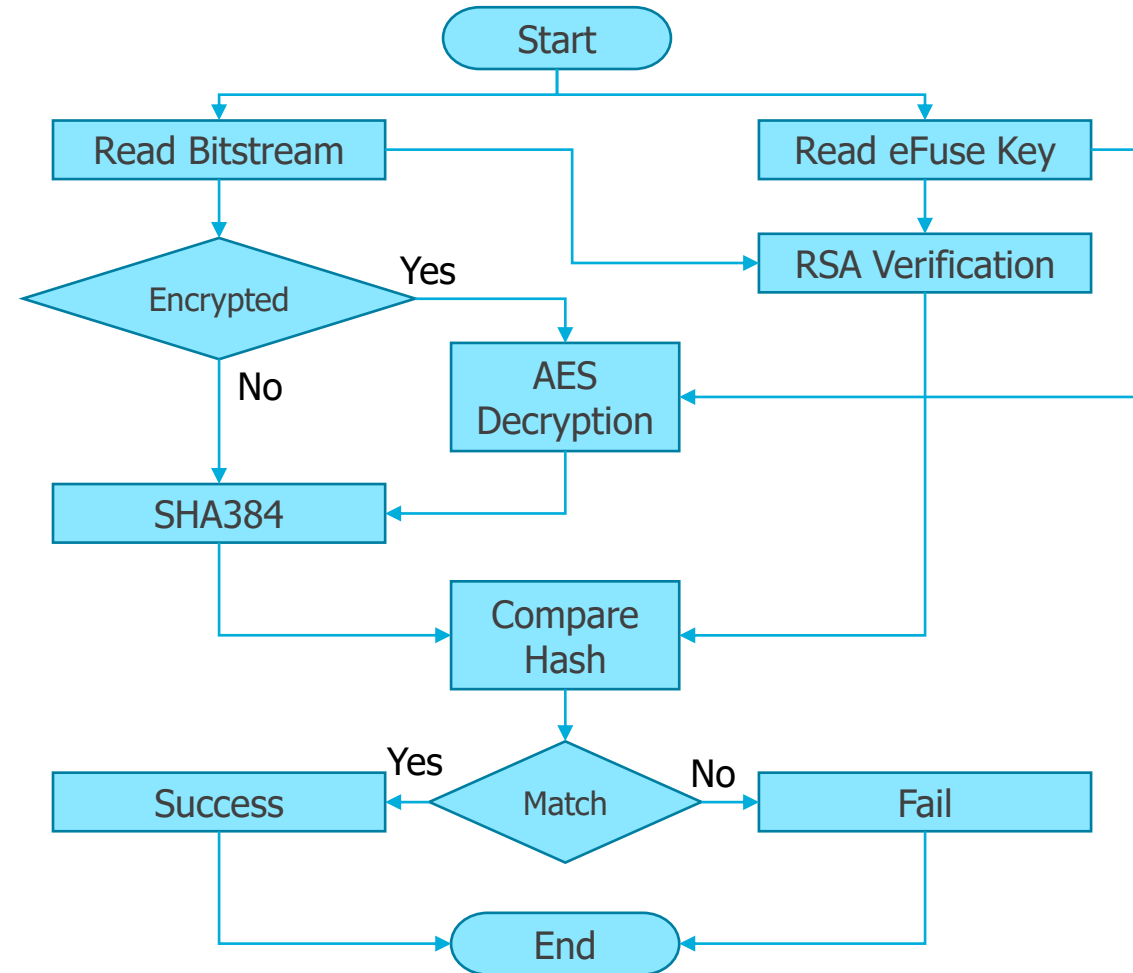 Start
Read Bitstream
Read eFuse Key
RSA Verification
Yes
Encrypted
No
AES
Decryption
SHA384
Compare
Hash
Yes
No
Success
Match
Fail
End